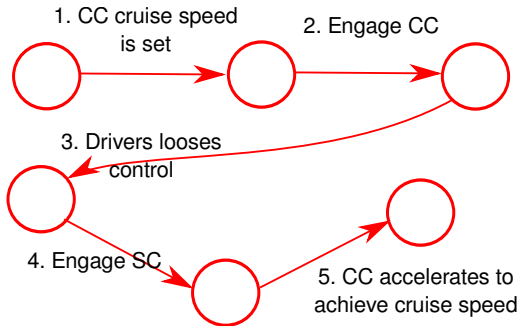 1. CC cruise speed
is set
2. Engage CC
3. Drivers looses
control
4. Engage SC
5. CC accelerates to
achieve cruise speed